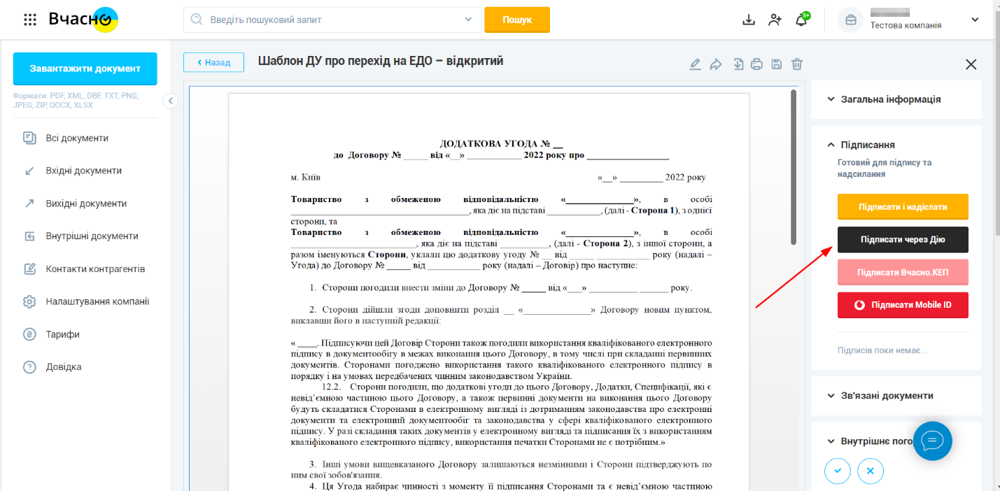 Вчасно
Введіть пошуковий запит
Пошук
5+
Тестова компанія
Завантажити документ
Формати: PDF, XML, DBF, TXT, PNG,
JPEG, ZIP, DOCX, XLSX
Всі документи
Вхідні документи
Вихідні документи
Внутрішні документи
Контакти контрагентів
Налаштування компанії
Тарифи
Довідка
Назад
Шаблон ДУ про перехід на ЕДО – відкритий
ДОДАТКОВА УГОДА № __
до Договору № _____ від «__» ___________ 2022 року про ________________
м. Київ «__» _________ 2022 року
Товариство з обмеженою відповідальністю «______________», в особі
_____________________________________, яка діє на підставі ___________, (далі - Сторона 1), з однієї
сторони, та
Товариство з обмеженою відповідальністю «______________», в особі
__________________________, яка діє на підставі __________, (далі - Сторона 2), з іншої сторони, а
разом іменуються Сторони, уклали цю додаткову угоду № __ від _____ ___________ року (надалі –
Угода) до Договору № _____ від ___________ року (надалі – Договір) про наступне:
1. Сторони погодили внести зміни до Договору № _____ від «___» __________ ______ року.
2. Сторони дійшли згоди доповнити розділ __ «______________» Договору новим пунктом,
виклавши його в наступній редакції:
« ____. Підписуючи цей Договір Сторони також погодили використання кваліфікованого електронного
підпису в документообігу в межах виконання цього Договору, в тому числі при складанні первинних
документів. Сторонами погоджено використання такого кваліфікованого електронного підпису в
порядку і на умовах передбачених чинним законодавством України.
12.2. Сторони погодили, що додаткові угоди до цього Договору, Додатки, Специфікації, які є
невід’ємною частиною цього Договору, а також первинні документи на виконання цього Договору
будуть складатися Сторонами в електронному вигляді із дотриманням законодавства про електронні
документи та електронний документообіг та законодавства у сфері кваліфікованого електронного
підпису. У разі складання таких документів у електронному вигляді та підписання їх з використанням
кваліфікованого електронного підпису, використання печатки Сторонами не є потрібним.»
3. Інші умови вищевказаного Договору залишаються незмінними і Сторони підтверджують по
ним свої зобов'язання.
4. Ця Угода набирає чинності з моменту її підписання Сторонами та є невід’ємною частиною
Загальна інформація
Підписання
Готовий для підпису та
надсилання
Підписати і надіслати
Підписати через Дію
Підписати Вчасно.КЕП
Підписати Mobile ID
Підписів поки немає...
Зв'язані документи
Внутрішнє пого